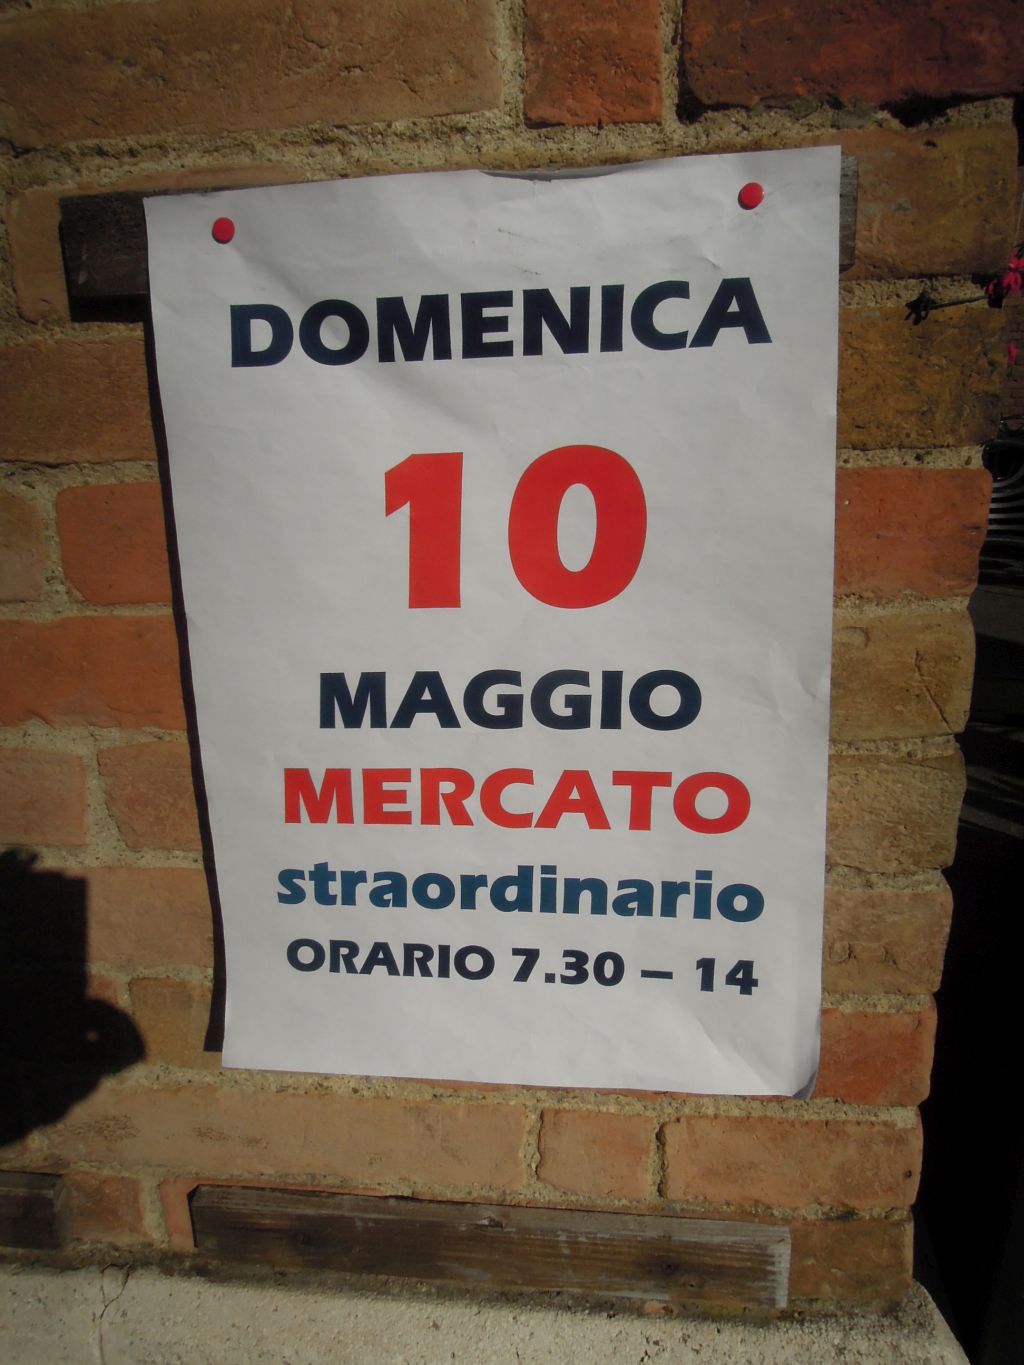 DOMENICA
10
MAGGIO
MERCATO
straordinario
ORARIO 7.30 – 14